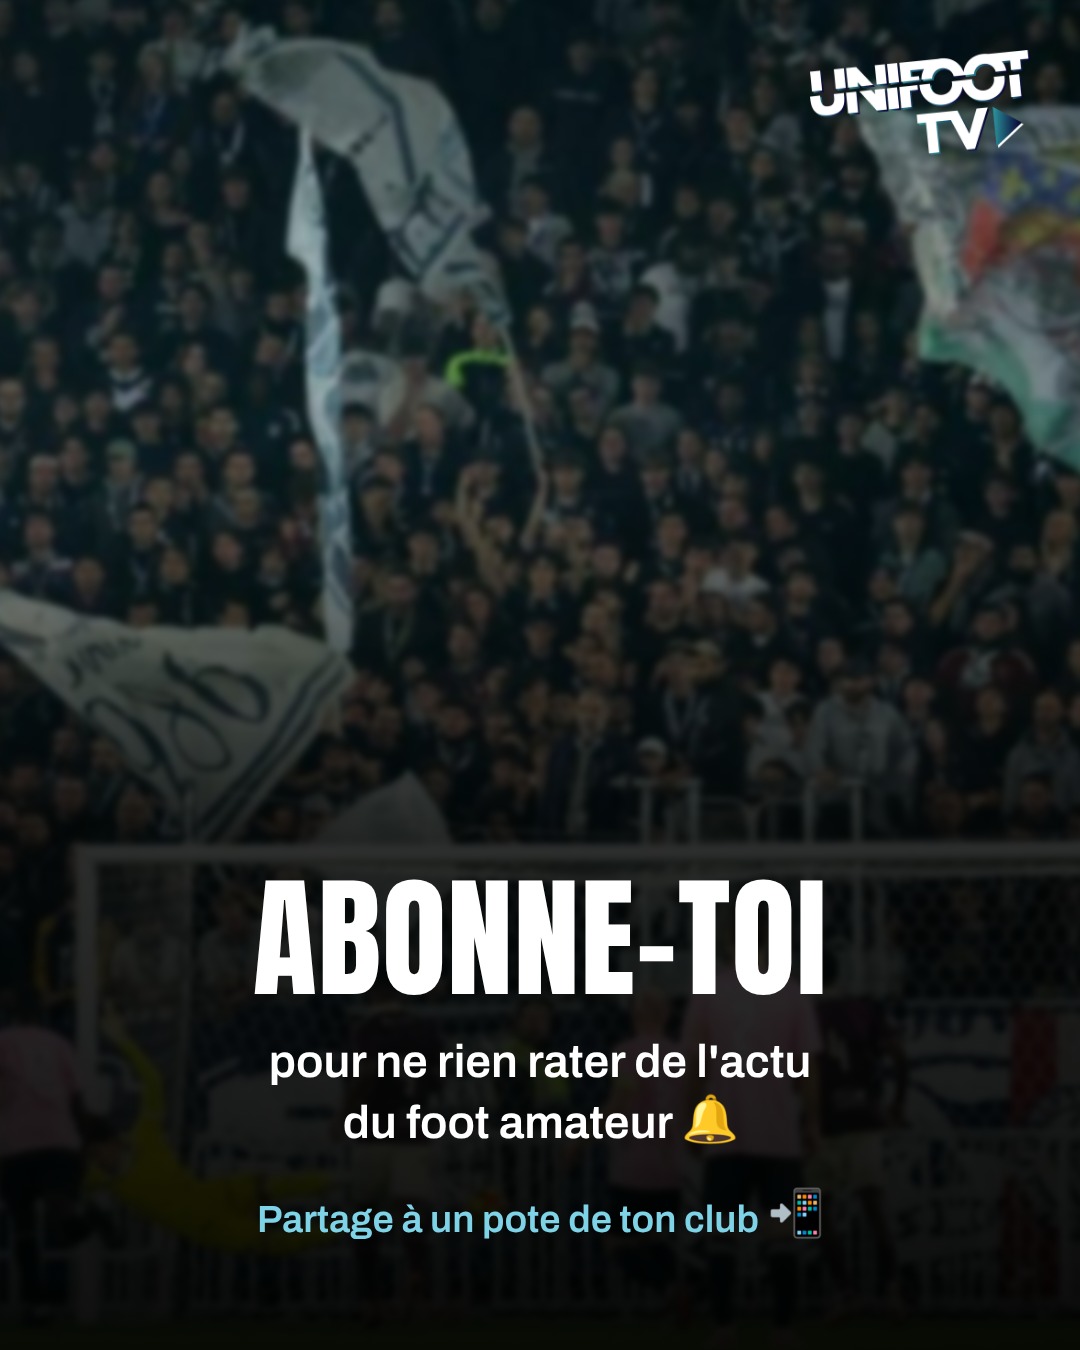 UNIFOOT
TV
ABONNE-TOI
pour ne rien rater de l'actu
du foot amateur 🔔
Partage à un pote de ton club 📲